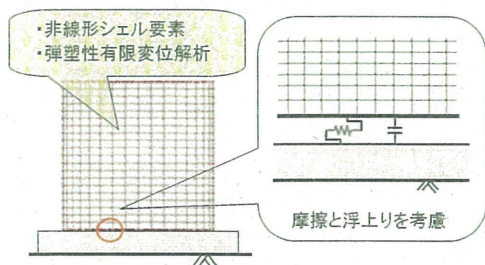 ・非線形シェル要素
・弾塑性有限変位解析
摩擦と浮上りを考慮